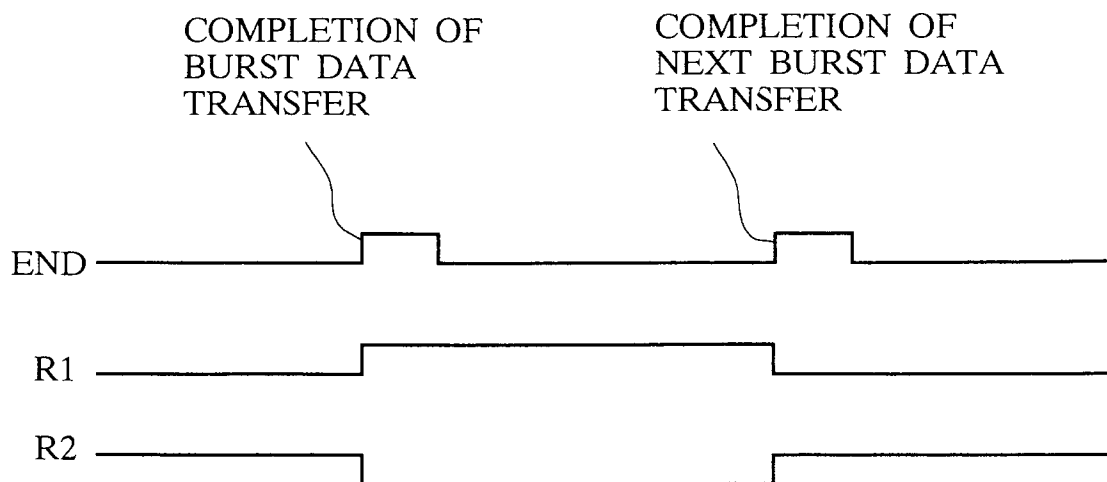 COMPLETION OF
BURST DATA
TRANSFER
COMPLETION OF
NEXT BURST DATA
TRANSFER
END
R1
R2